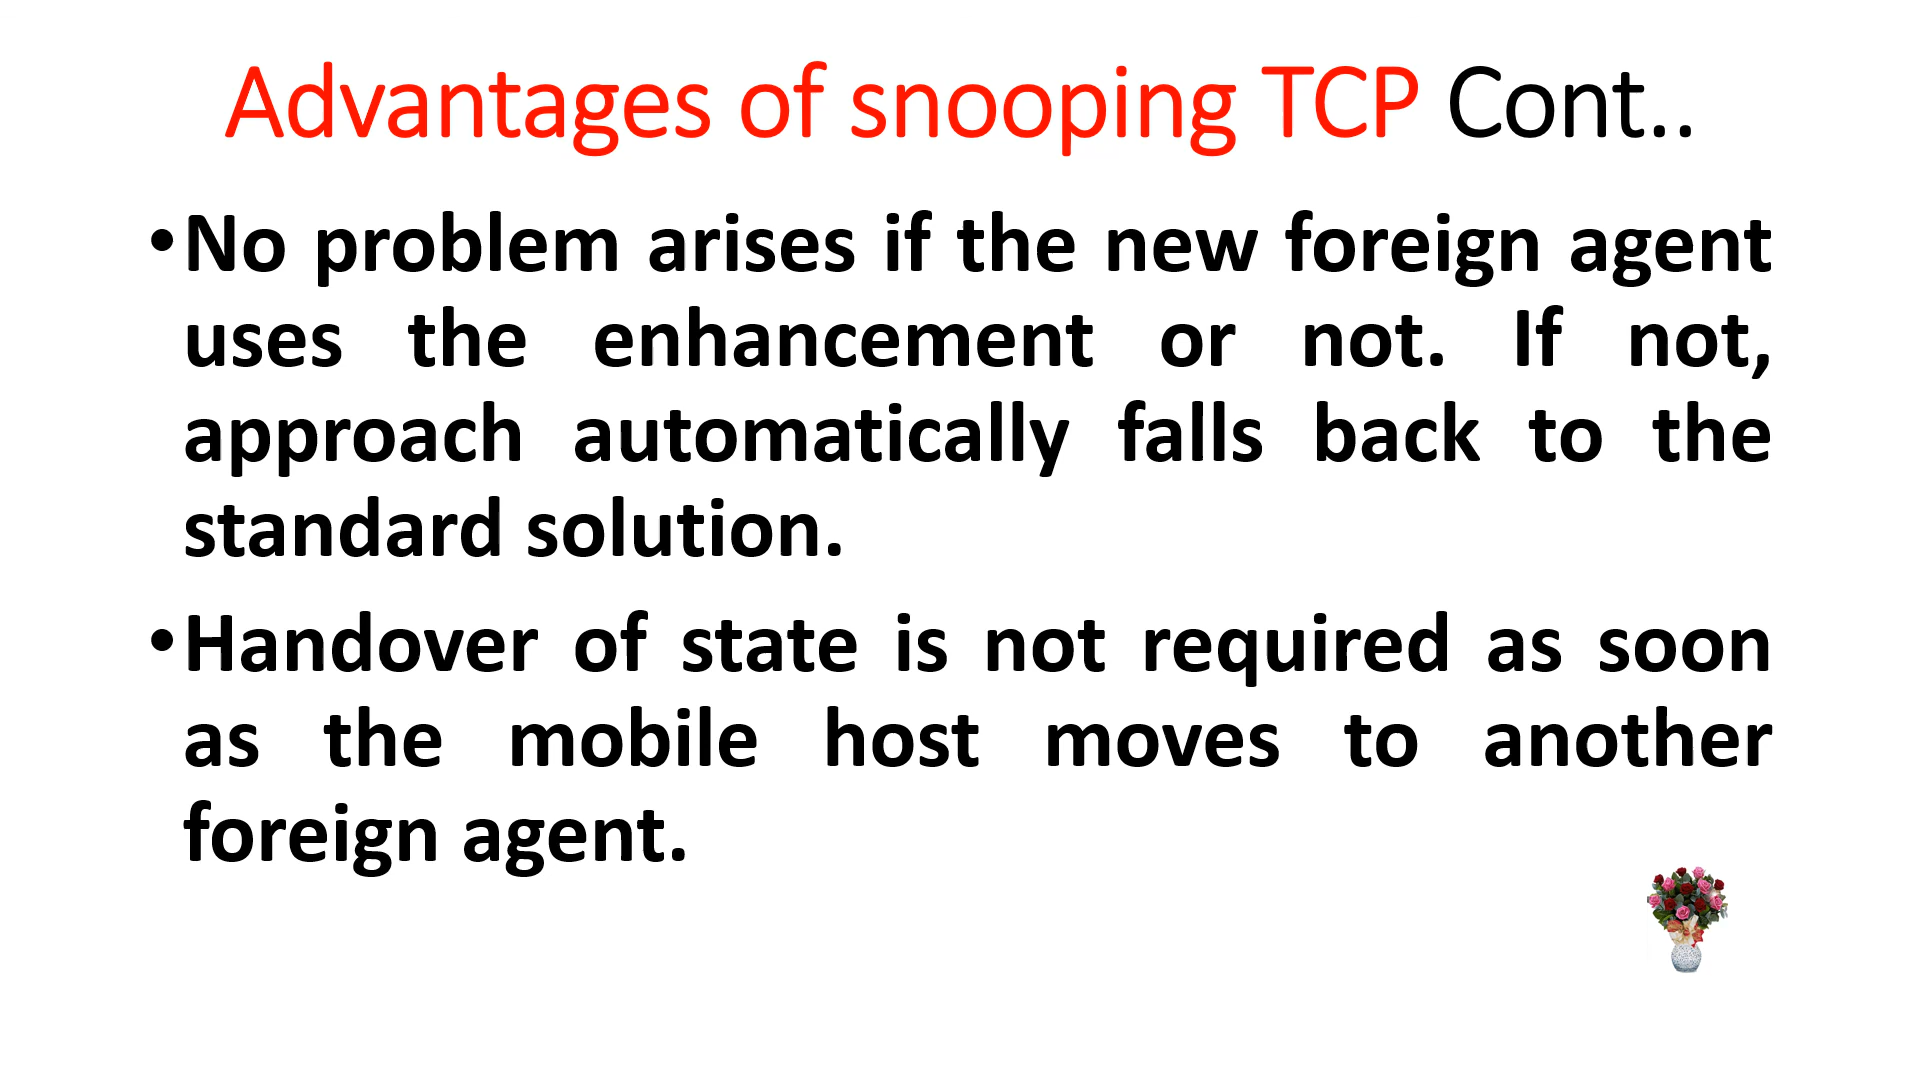 Advantages of snooping TCP Cont..
•No problem arises if the new foreign agent
uses the enhancement or not. If not,
approach automatically falls back to the
standard solution.
•Handover of state is not required as soon
as the mobile host moves to another
foreign agent.